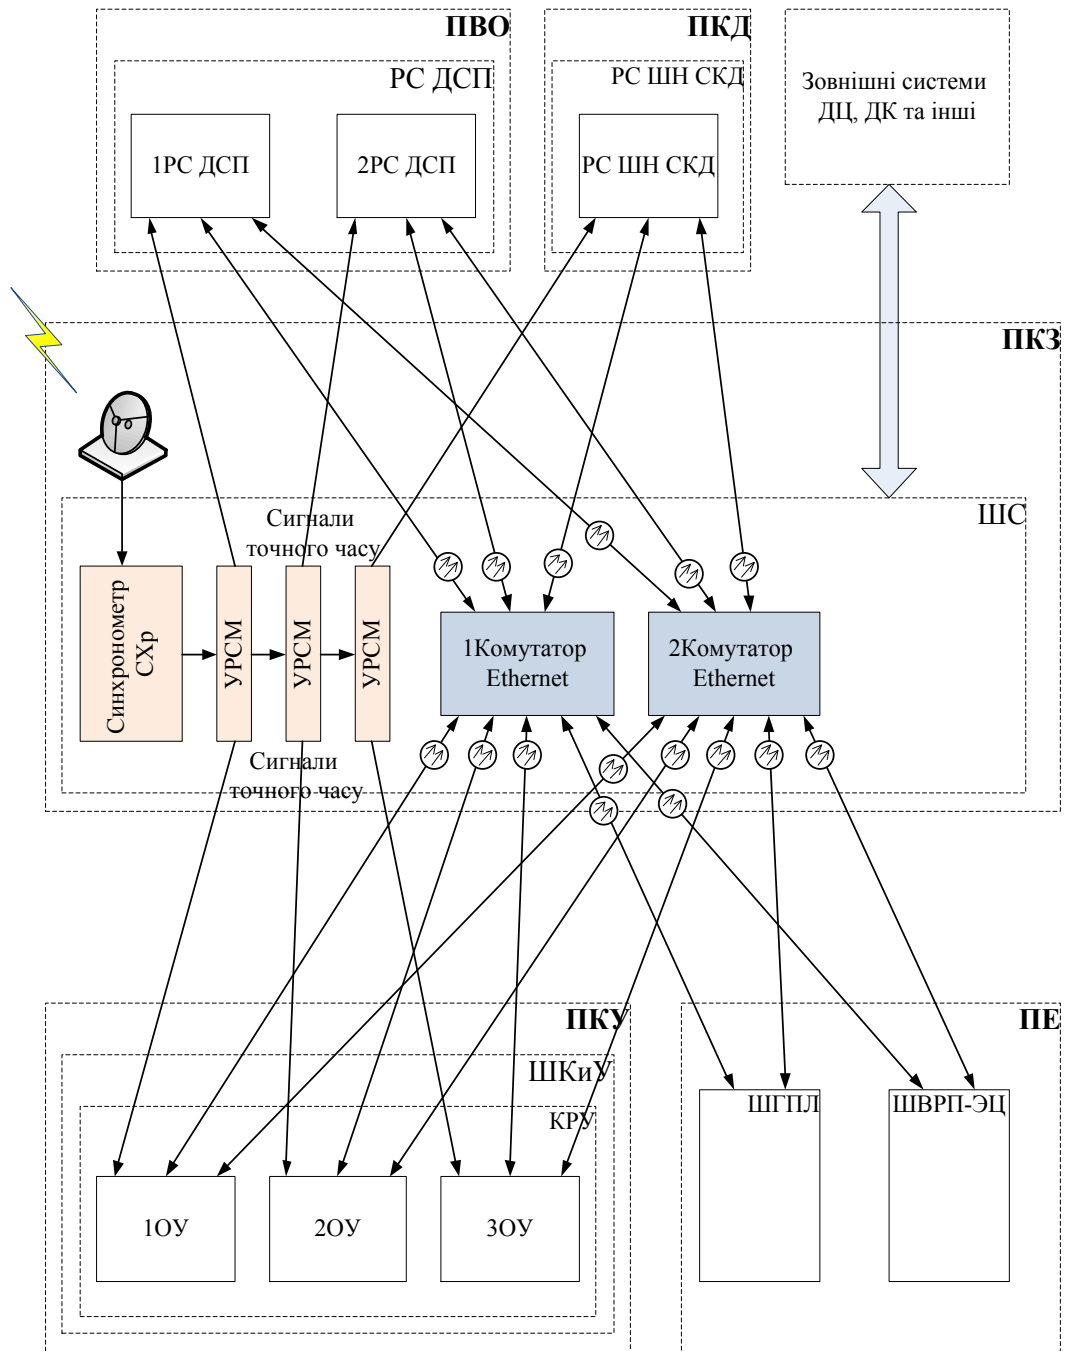 ПВО
ПКД
РС ДСП
РС ШН СКД
Зовнішні системи
ДЦ, ДК та інші
1РС ДСП
2РС ДСП
РС ШН СКД
ПКЗ
ШС
Сигнали
точного часу
Синхронометр
СХр
УРСМ
УРСМ
УРСМ
1Комутатор
Ethernet
2Комутатор
Ethernet
Сигнали
точного часу
ПКУ
ПЕ
ШКиУ
ШГПЛ
ШВРП-ЭЦ
КРУ
1ОУ
2ОУ
3ОУ